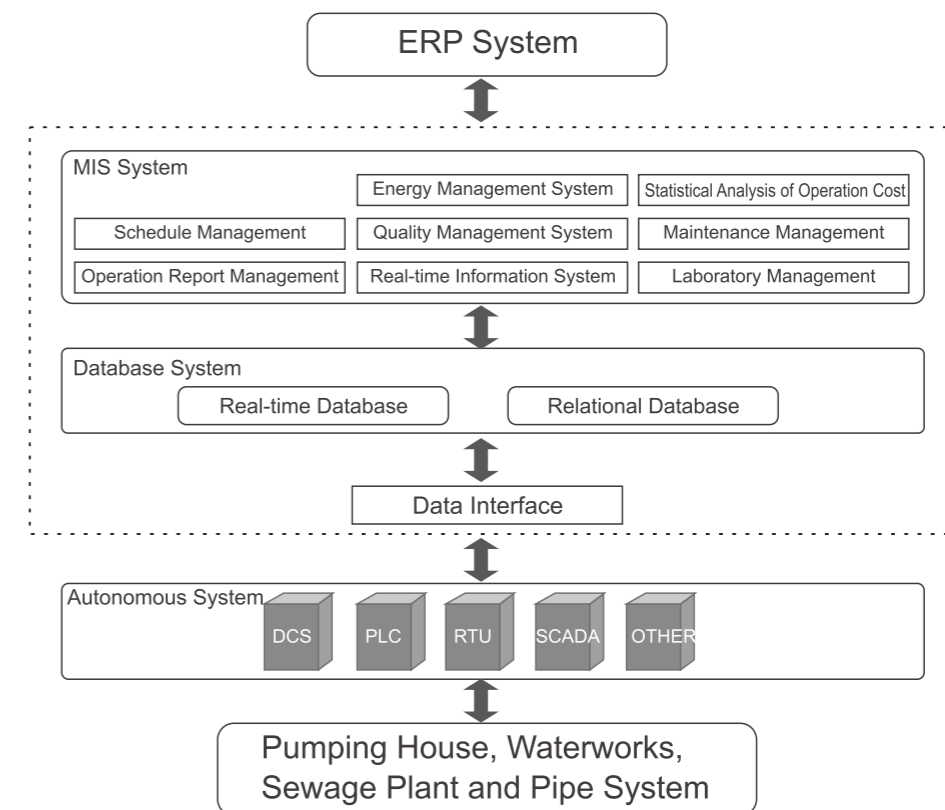 ERP System
MIS System
Energy Management System
Statistical Analysis of Operation Cost
Schedule Management
Quality Management System
Maintenance Management
Operation Report Management
Real-time Information System
Laboratory Management
Database System
Real-time Database
Relational Database
Data Interface
Autonomous System
DCS
PLC
RTU
SCADA
OTHER
Pumping House, Waterworks,
Sewage Plant and Pipe System